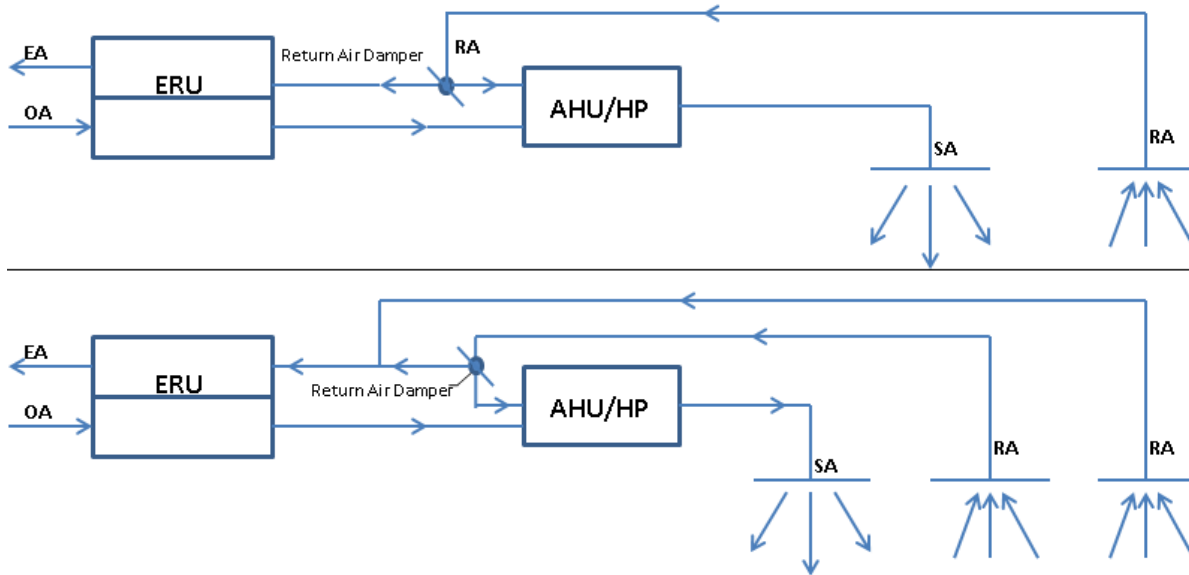 EA
ERU
Return Air Damper
RA
OA
AHU/HP
SA
RA
EA
ERU
Return Air Damper
OA
AHU/HP
SA
RA
RA